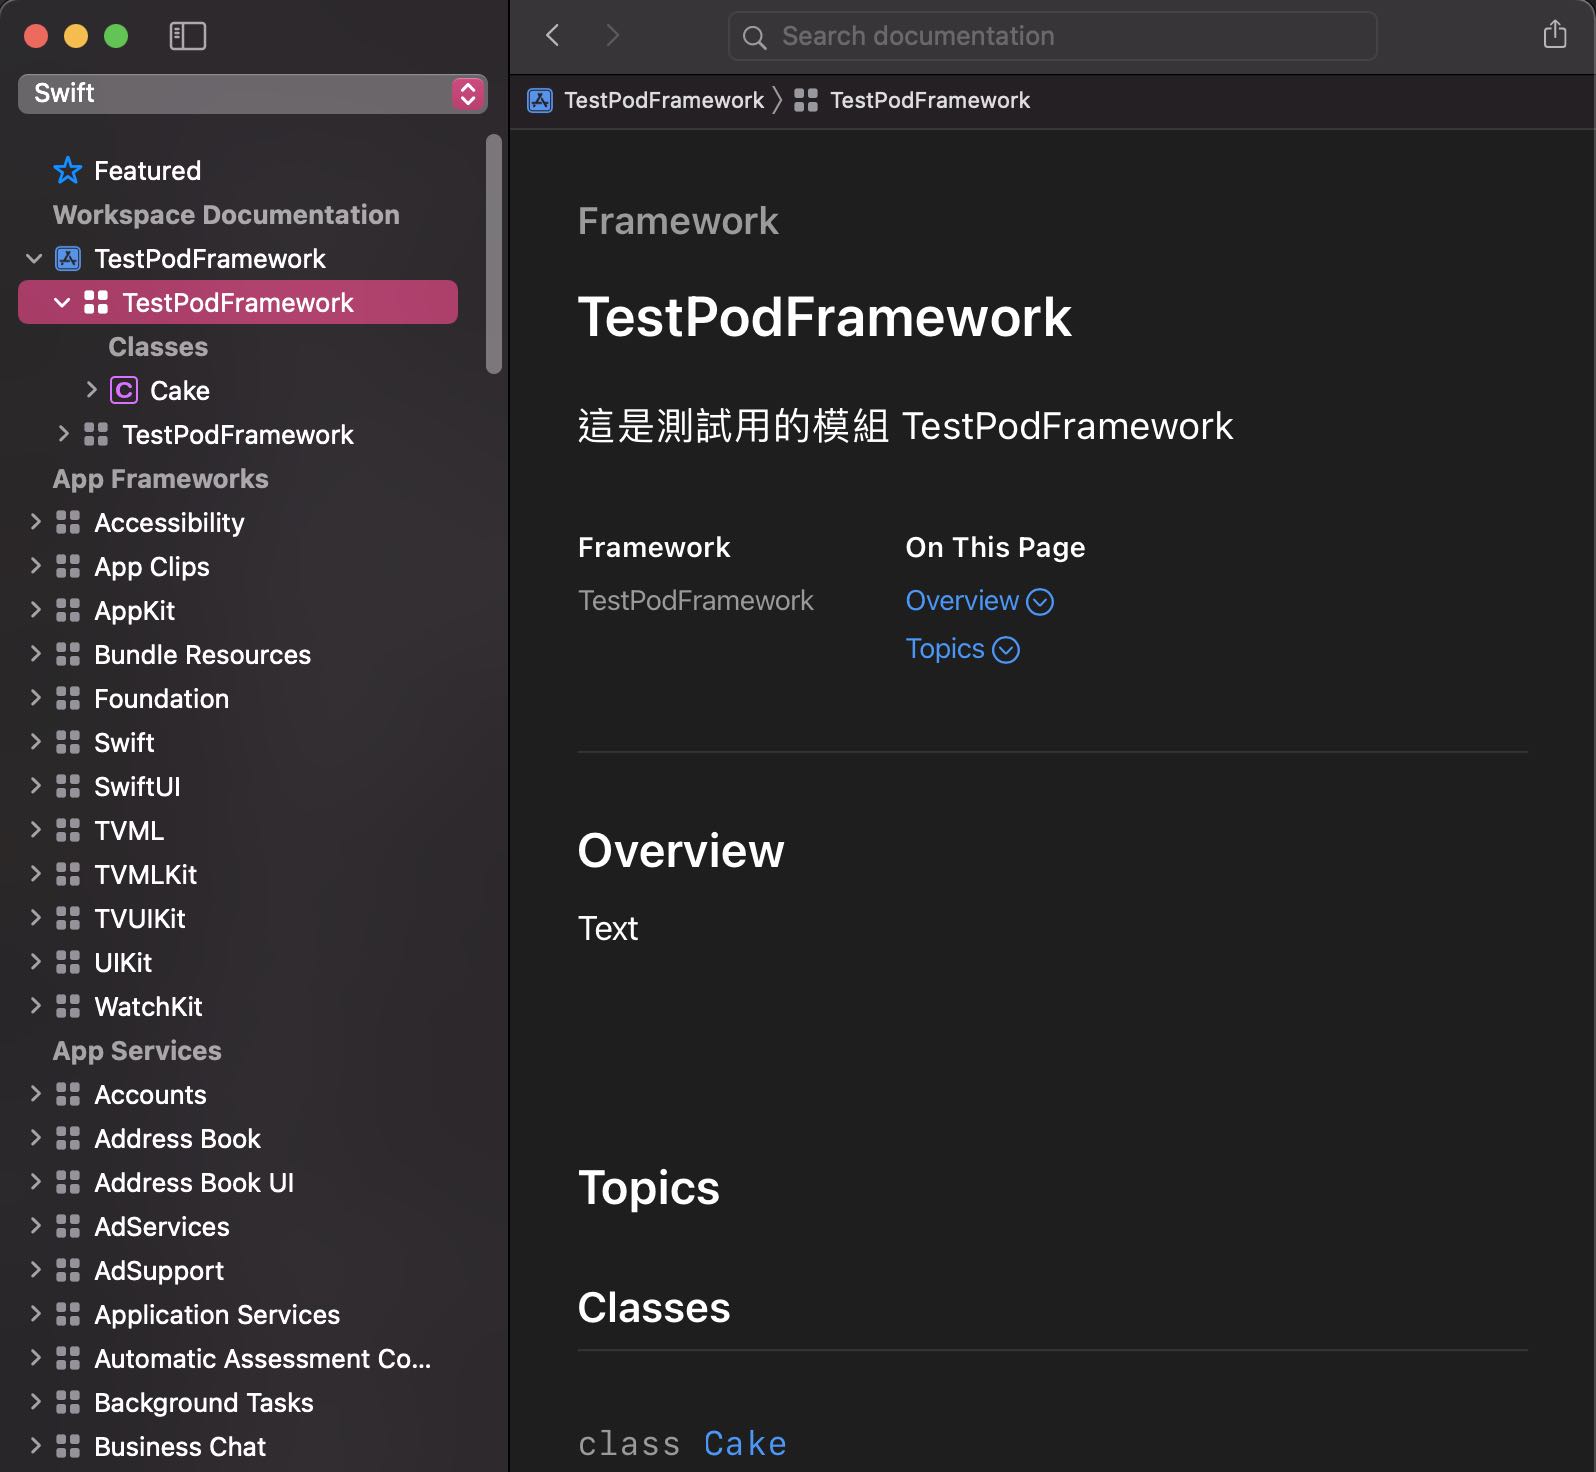 Swift
Featured
Workspace Documentation
TestPodFramework
TestPodFramework
Classes
C Cake
TestPodFramework
App Frameworks
Accessibility
App Clips
AppKit
Bundle Resources
Foundation
Swift
SwiftUI
TVML
TVMLKit
TVUIKit
UIKit
WatchKit
App Services
Accounts
Address Book
Address Book UI
AdServices
AdSupport
Application Services
Automatic Assessment Co...
Background Tasks
Business Chat
Search documentation
TestPodFramework TestPodFramework
Framework
TestPodFramework
這是測試用的模組 TestPodFramework
Framework
TestPodFramework
On This Page
Overview
Topics
Overview
Text
Topics
Classes
class Cake